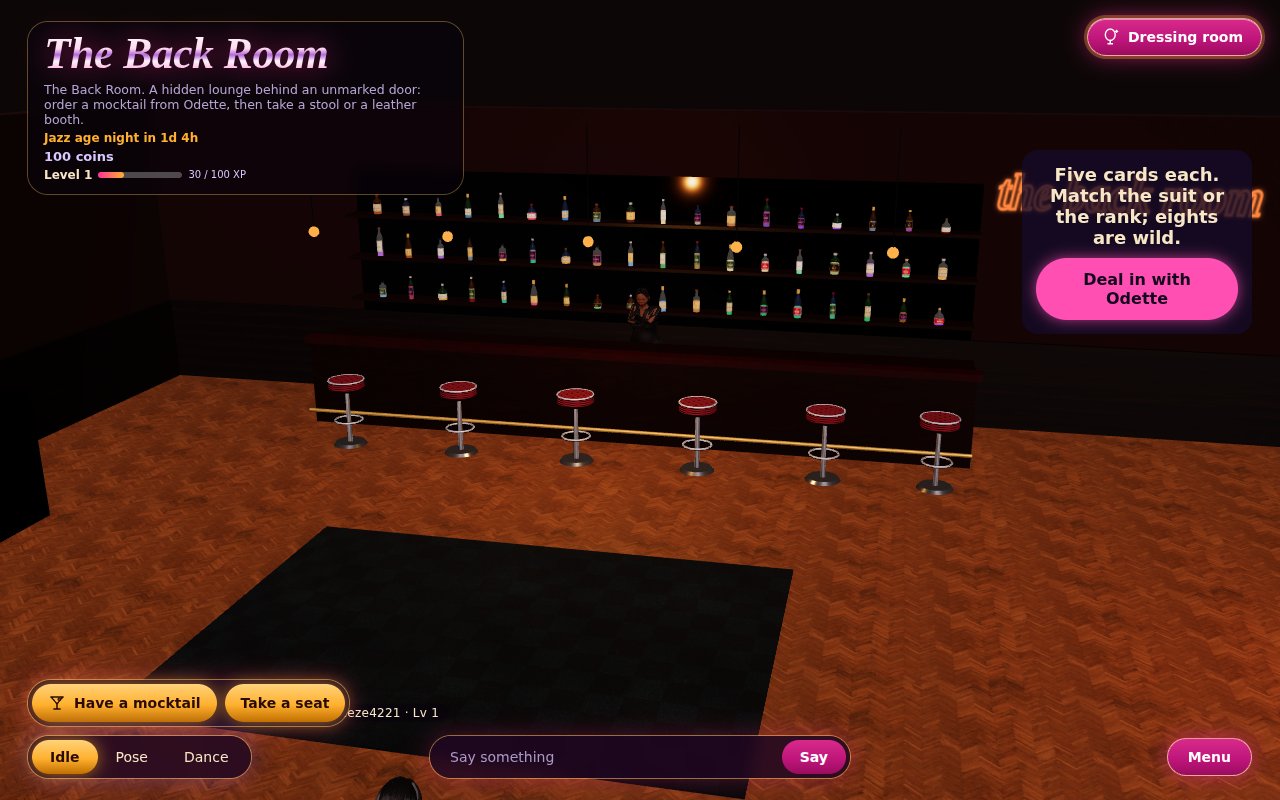 The Back Room
The Back Room. A hidden lounge behind an unmarked door:
order a mocktail from Odette, then take a stool or a leather
booth.
Jazz age night in 1d 4h
100 coins
Level 1 30 / 100 XP
Dressing room
the back room
Five cards each.
Match the suit or
the rank; eights
are wild.
Deal in with
Odette
Have a mocktail
Take a seat
eze4221 · Lv 1
Idle
Pose
Dance
Say something
Say
Menu